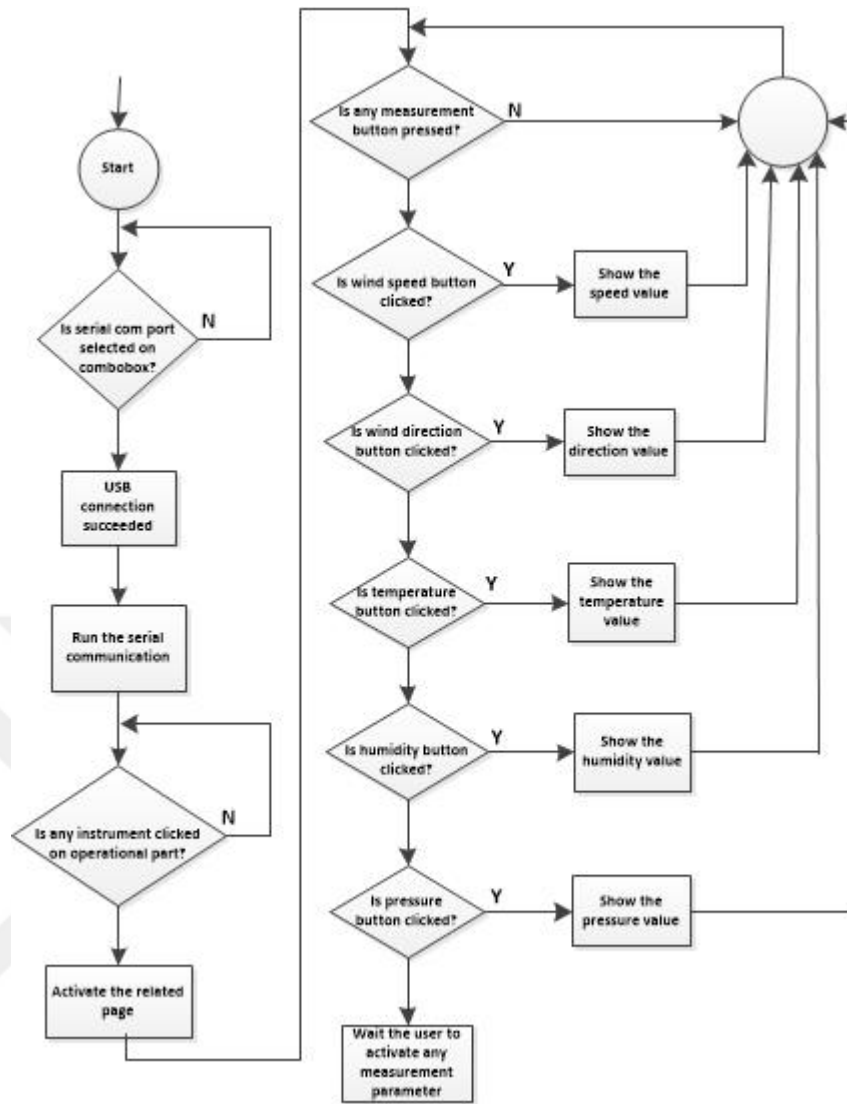 Start
Is serial com port
selected on
combobox?
N
USB
connection
succeeded
Run the serial
communication
Is any instrument clicked
on operational part?
N
Activate the related
page
Is any measurement
button pressed?
N
Is wind speed button
clicked?
Y
Show the
speed value
Is wind direction
button clicked?
Y
Show the
direction value
Is temperature
button clicked?
Y
Show the
temperature
value
Is humidity button
clicked?
Y
Show the
humidity value
Is pressure
button clicked?
Y
Show the
pressure value
Wait the user to
activate any
measurement
parameter